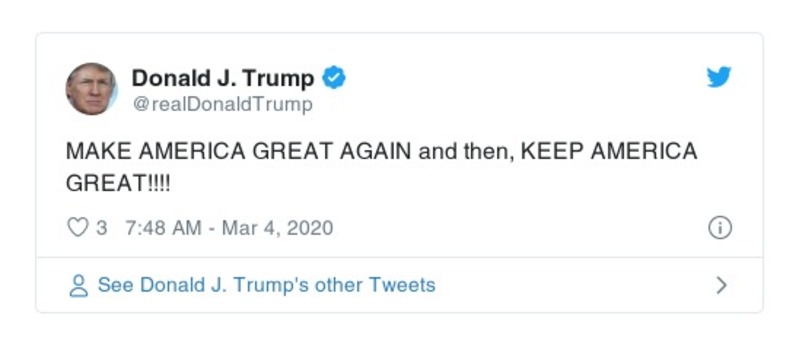 Donald J. Trump
@realDonaldTrump
MAKE AMERICA GREAT AGAIN and then, KEEP AMERICA
GREAT!!!!
3 7:48 AM - Mar 4, 2020
See Donald J. Trump's other Tweets